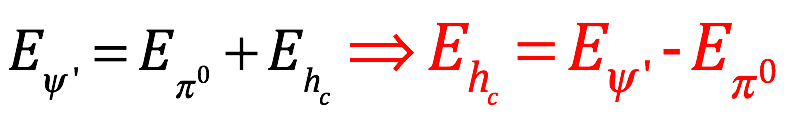 E_ψ' = E_π⁰ + E_h_c ⟹ E_h_c = E_ψ' - E_π⁰